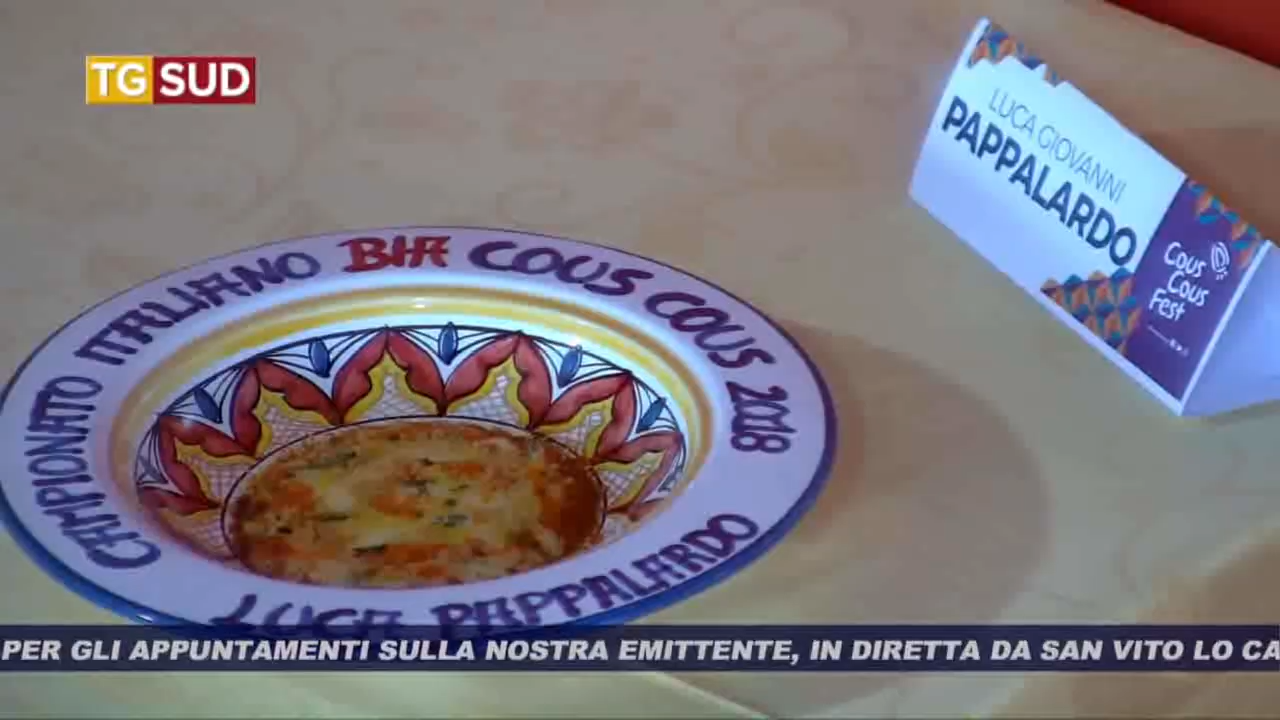 TG SUD
LUCA GIOVANNI
PAPPALARDO
Cous
Cous
Fest
CAMPIONATO ITALIANO BIA COUS COUS 2018
LUCA PAPPALARDO
PER GLI APPUNTAMENTI SULLA NOSTRA EMITTENTE, IN DIRETTA DA SAN VITO LO CA